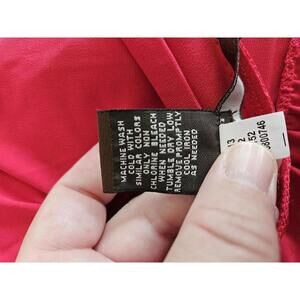 MACHINE WASH
COLD WITH
SIMILAR COLORS
ONLY NON
CHLORINE BLEACH
WHEN NEEDED
TUMBLE DRY LOW
REMOVE PROMPTLY
COOL IRON
AS NEEDED